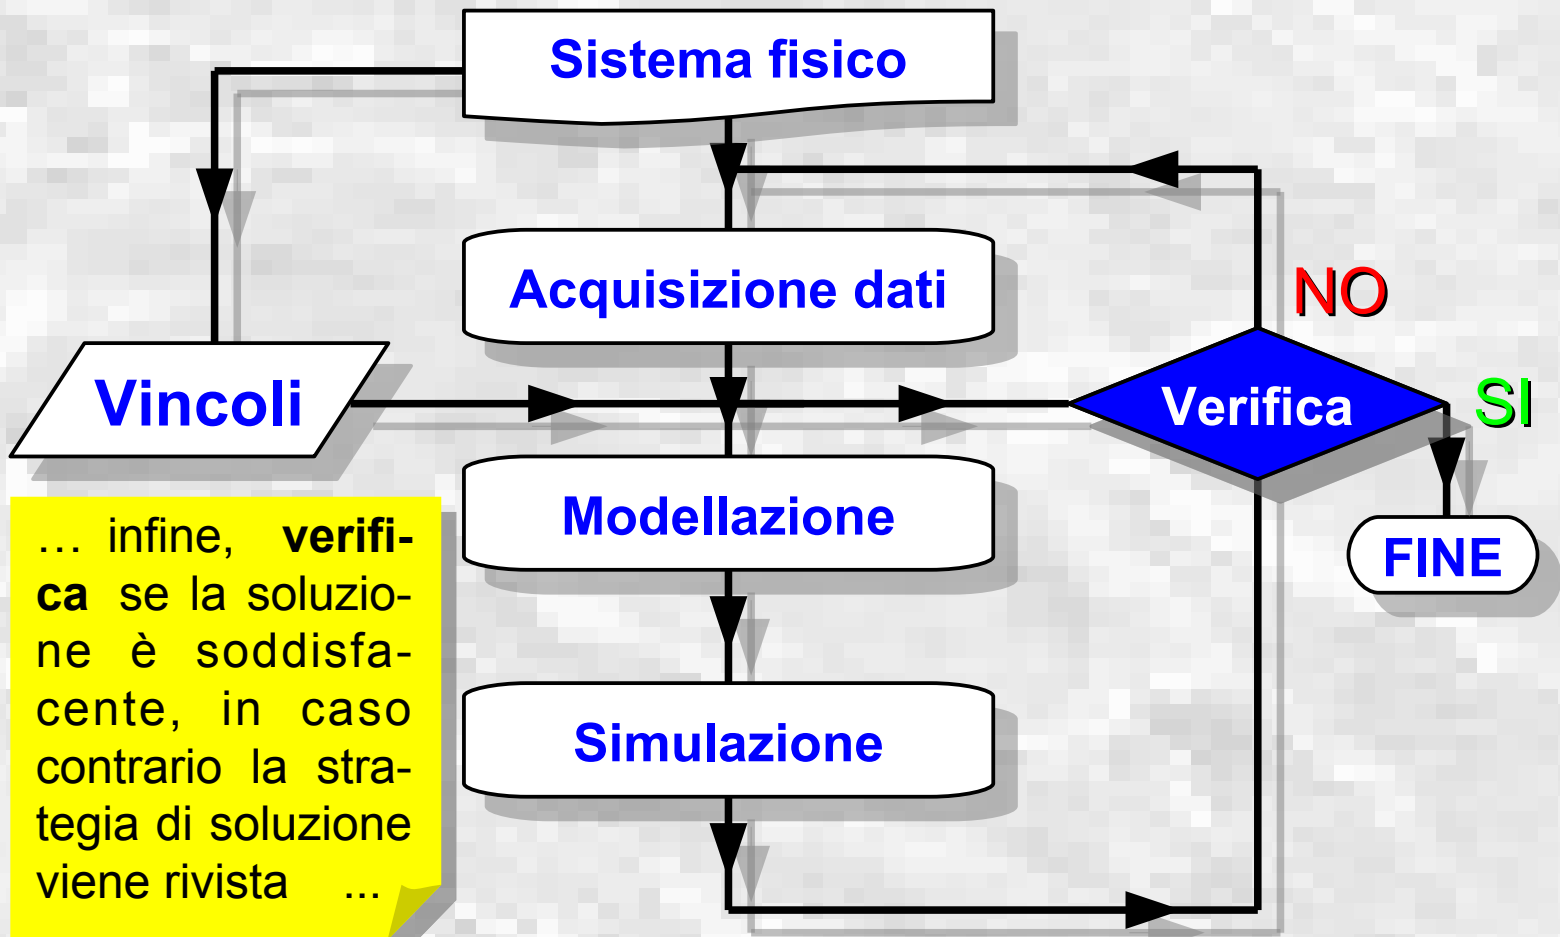 Sistema fisico
Acquisizione dati
NO
Vincoli
Verifica
SI
Modellazione
FINE
Simulazione
… infine, verifi-
ca se la soluzio-
ne è soddisfa-
cente, in caso
contrario la stra-
tegia di soluzione
viene rivista ...